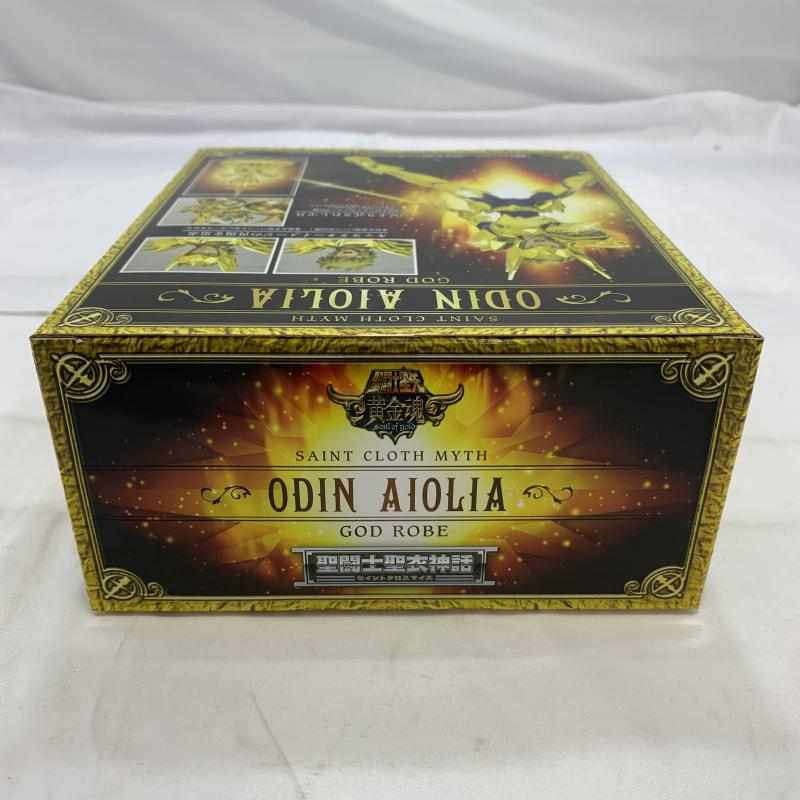 SAINT CLOTH MYTH
ODIN AIOLIA
GOD ROBE
聖闘士星矢
黄金魂
soul of gold
SAINT CLOTH MYTH
ODIN AIOLIA
GOD ROBE
聖闘士聖衣神話
セイントクロスマイス